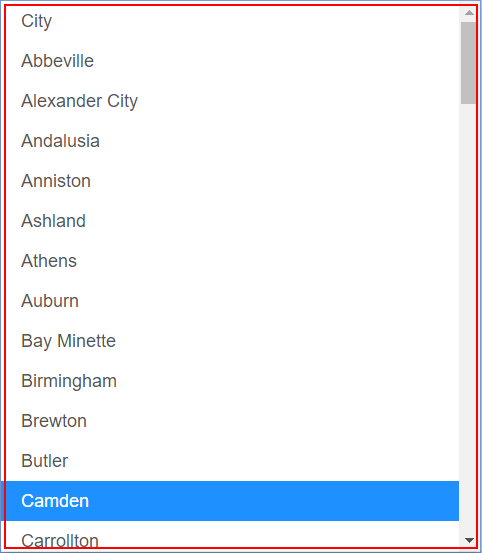 City
Abbeville
Alexander City
Andalusia
Anniston
Ashland
Athens
Auburn
Bay Minette
Birmingham
Brewton
Butler
Camden
Carrollton